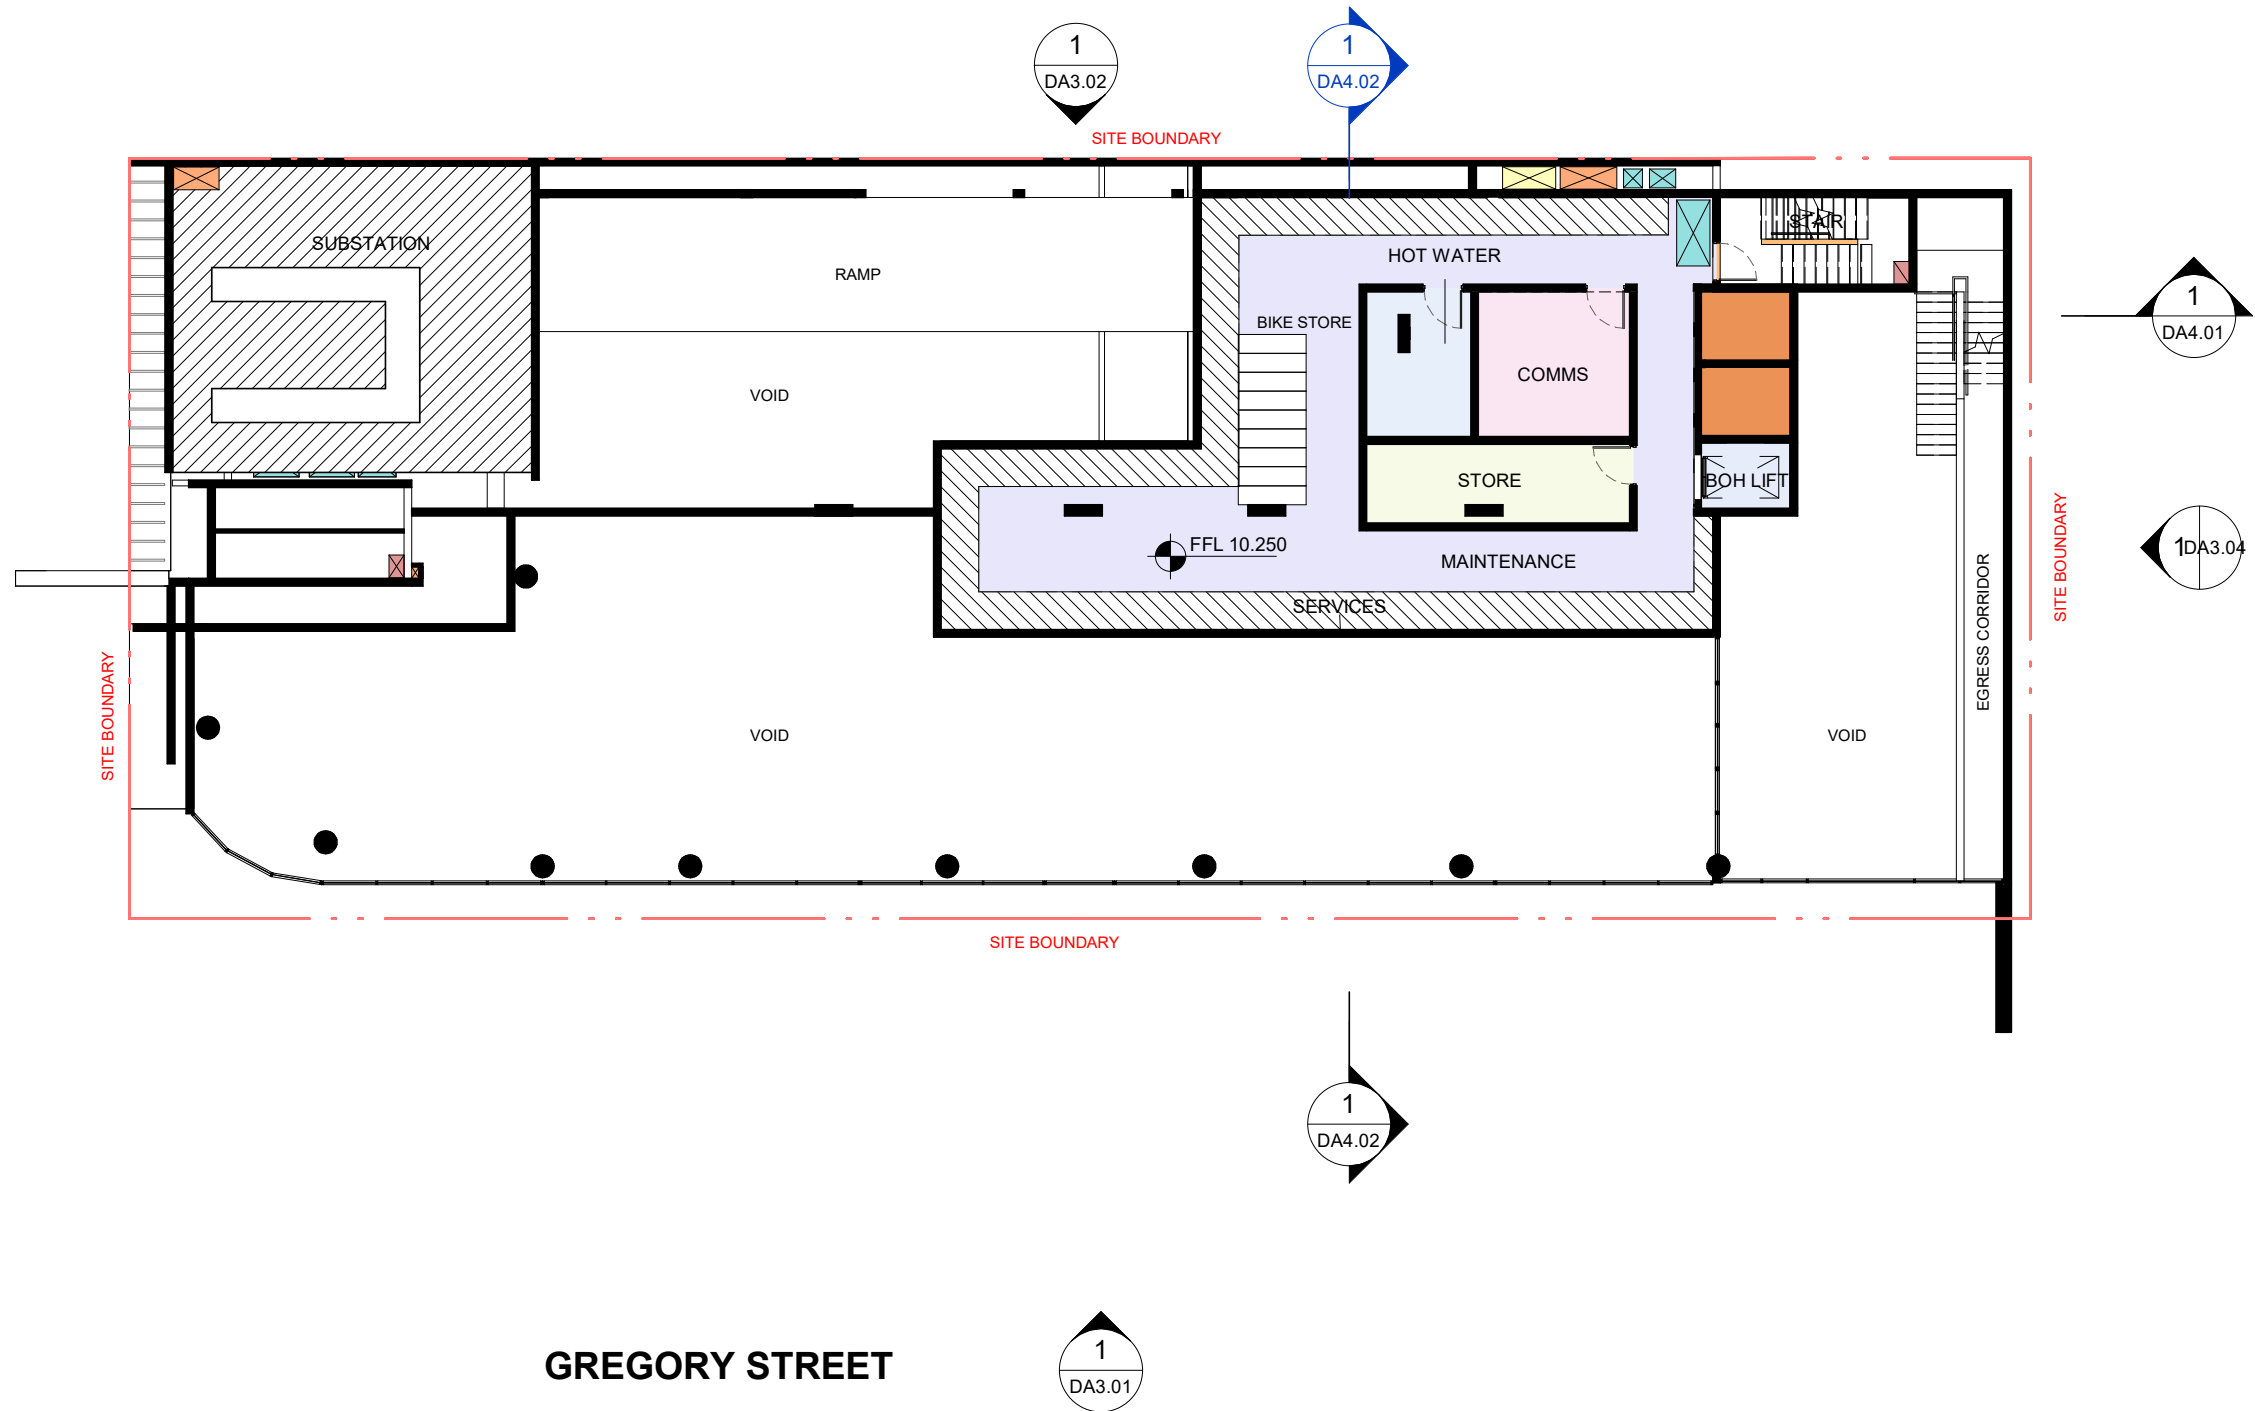 1
DA3.02
1
DA4.02
SITE BOUNDARY
SUBSTATION
STAIR
HOT WATER
RAMP
1
DA4.01
BIKE STORE
COMMS
VOID
STORE
BOH LIFT
FFL 10.250
MAINTENANCE
1
DA3.04
SITE BOUNDARY
EGRESS CORRIDOR
SERVICES
SITE BOUNDARY
VOID
VOID
SITE BOUNDARY
1
DA4.02
GREGORY STREET
1
DA3.01